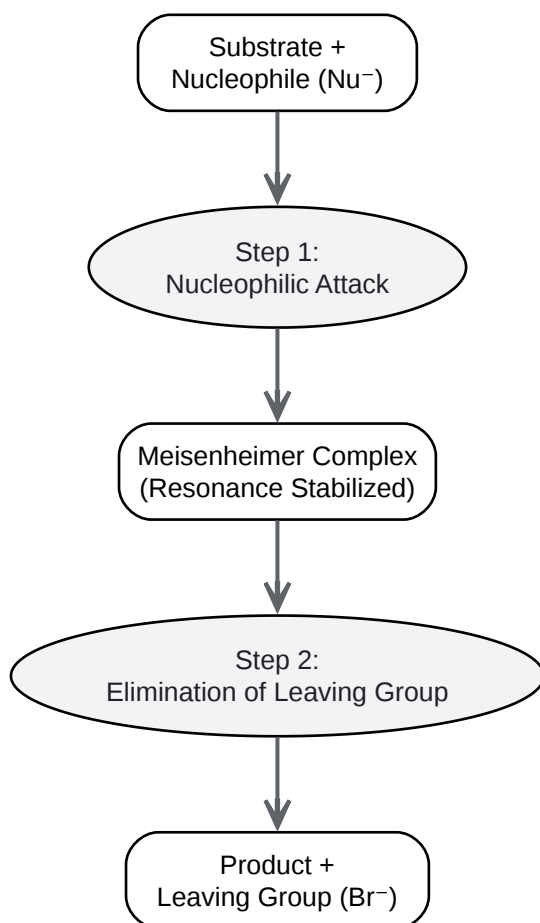 Substrate +
Nucleophile (Nu⁻)
Step 1:
Nucleophilic Attack
Meisenheimer Complex
(Resonance Stabilized)
Step 2:
Elimination of Leaving Group
Product +
Leaving Group (Br⁻)